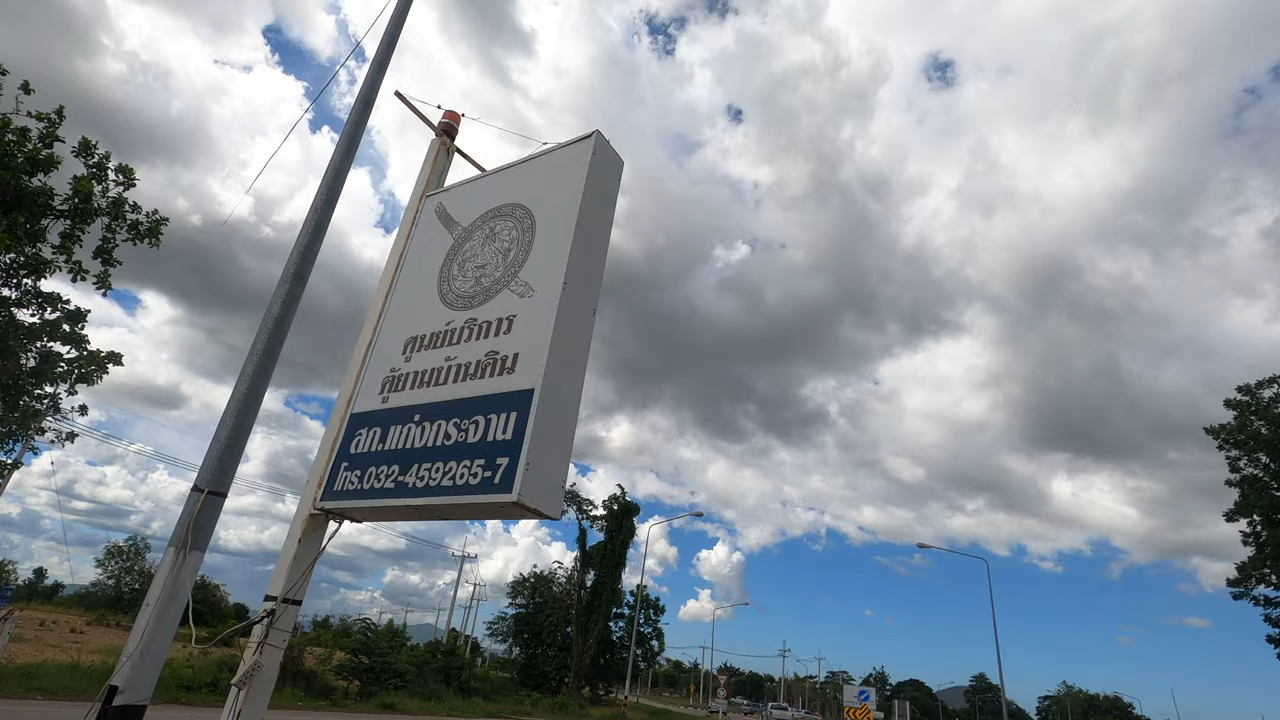 ศูนย์บริการ
ตู้ยามบ้านดิน
สภ.แก่งกระจาน
โทร.032-459265-7